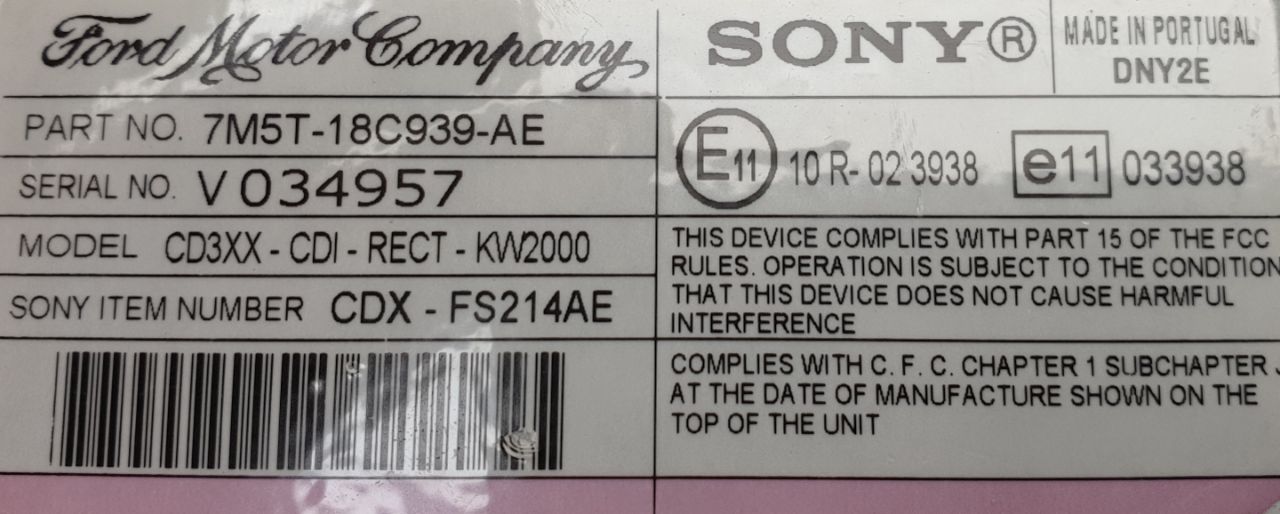 Ford Motor Company
SONY®
MADE IN PORTUGAL
DNY2E
PART NO. 7M5T-18C939-AE
SERIAL NO. V034957
MODEL CD3XX - CDI - RECT - KW2000
SONY ITEM NUMBER CDX - FS214AE
E11 10 R- 02 3938 e11 033938
THIS DEVICE COMPLIES WITH PART 15 OF THE FCC
RULES. OPERATION IS SUBJECT TO THE CONDITION
THAT THIS DEVICE DOES NOT CAUSE HARMFUL
INTERFERENCE
COMPLIES WITH C. F. C. CHAPTER 1 SUBCHAPTER J
AT THE DATE OF MANUFACTURE SHOWN ON THE
TOP OF THE UNIT